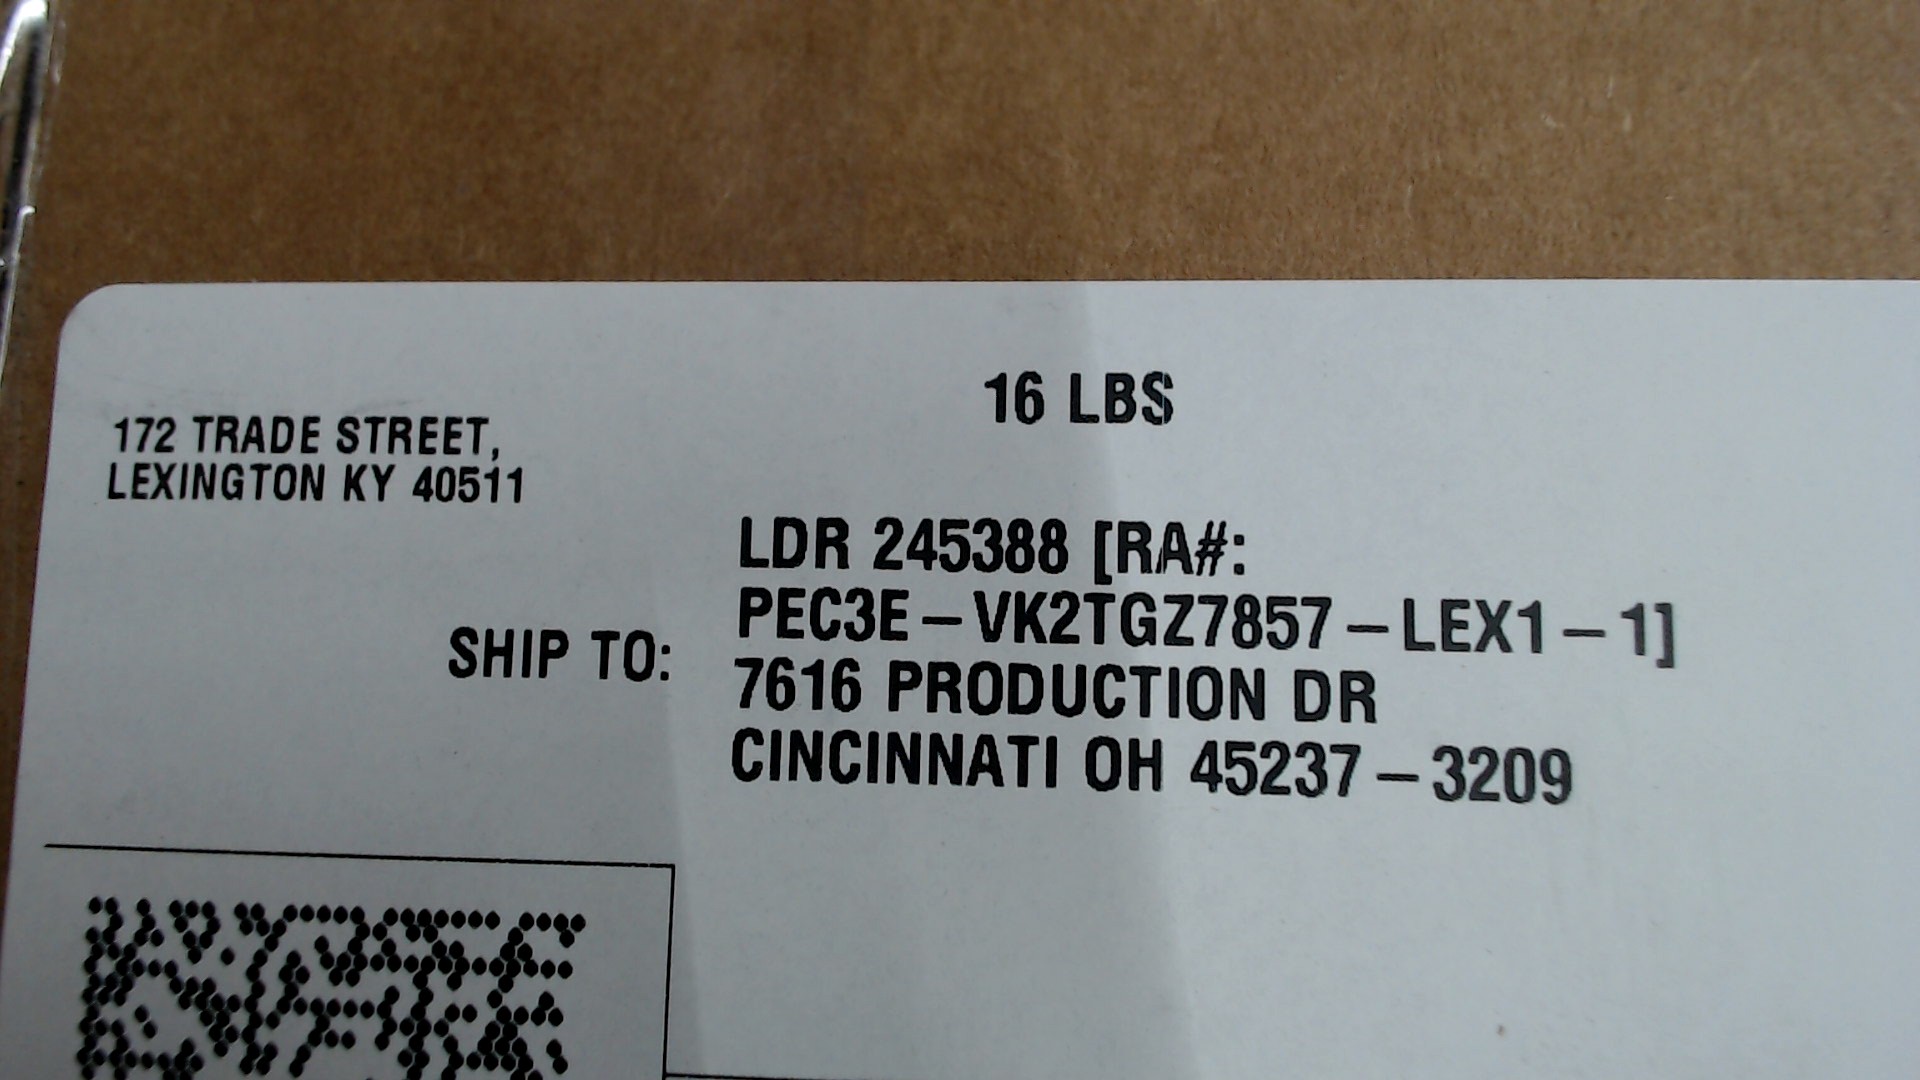 16 LBS
172 TRADE STREET,
LEXINGTON KY 40511
LDR 245388 [RA#:
PEC3E-VK2TGZ7857-LEX1-1]
SHIP TO:
7616 PRODUCTION DR
CINCINNATI OH 45237-3209